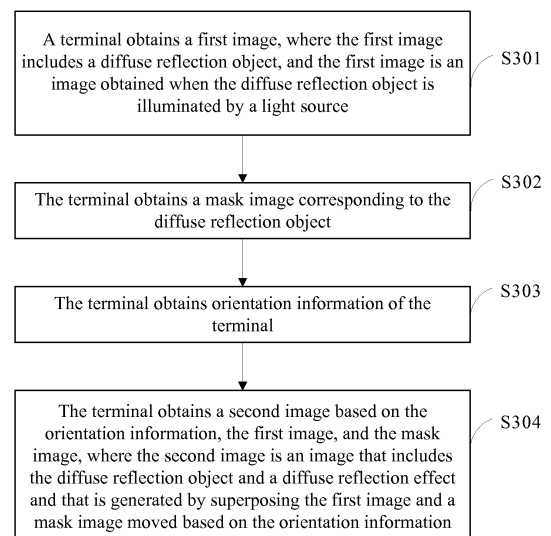 A terminal obtains a first image, where the first image
includes a diffuse reflection object, and the first image is an
image obtained when the diffuse reflection object is
illuminated by a light source
S301
The terminal obtains a mask image corresponding to the
diffuse reflection object
S302
The terminal obtains orientation information of the
terminal
S303
The terminal obtains a second image based on the
orientation information, the first image, and the mask
image, where the second image is an image that includes
the diffuse reflection object and a diffuse reflection effect
and that is generated by superposing the first image and a
mask image moved based on the orientation information
S304